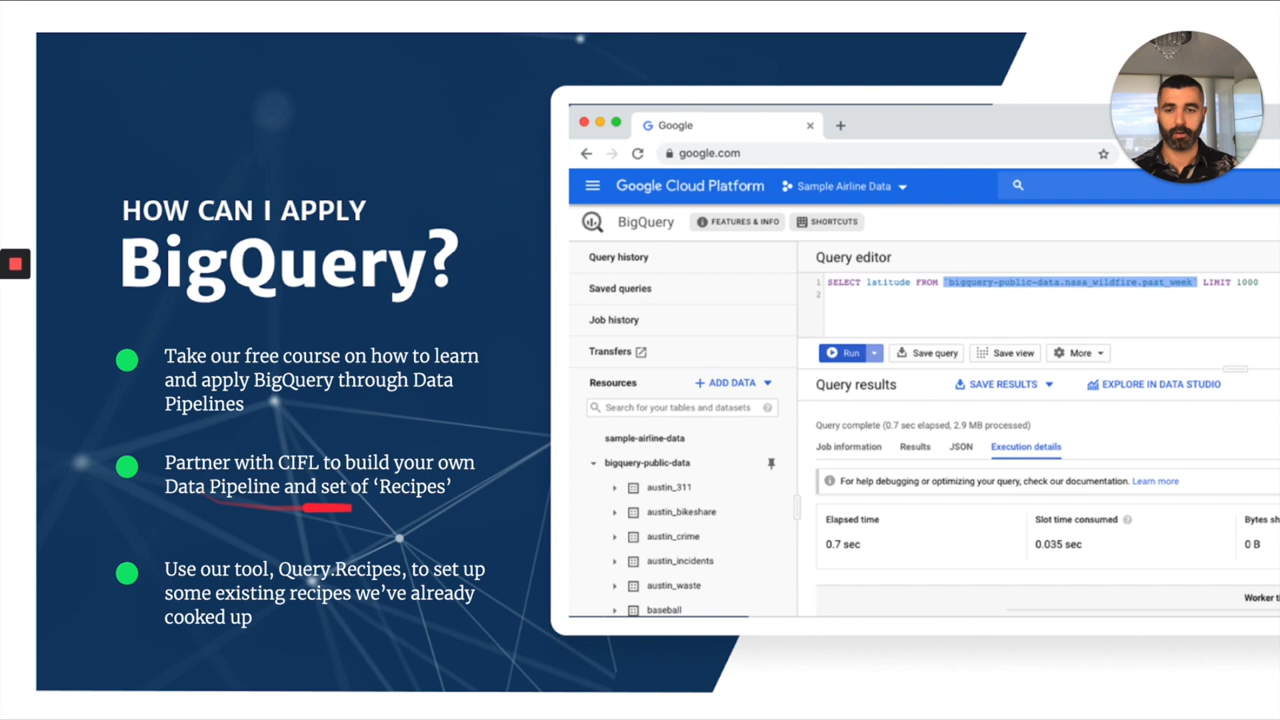 HOW CAN I APPLY
BigQuery?
Take our free course on how to learn
and apply BigQuery through Data
Pipelines
Partner with CIFL to build your own
Data Pipeline and set of ‘Recipes’
Use our tool, Query.Recipes, to set up
some existing recipes we’ve already
cooked up
Google
google.com
Google Cloud Platform
Sample Airline Data
BigQuery
FEATURES & INFO
SHORTCUTS
Query history
Saved queries
Job history
Transfers
Resources
ADD DATA
Search for your tables and datasets
sample-airline-data
bigquery-public-data
austin_311
austin_bikeshare
austin_crime
austin_incidents
austin_waste
baseball
Query editor
1 SELECT latitude FROM `bigquery-public-data.nasa_wildfire.past_week` LIMIT 1000
2
Run
Save query
Save view
More
Query results
SAVE RESULTS
EXPLORE IN DATA STUDIO
Query complete (0.7 sec elapsed, 2.9 MB processed)
Job information Results JSON Execution details
For help debugging or optimizing your query, check our documentation. Learn more
Elapsed time
0.7 sec
Slot time consumed
0.035 sec
Bytes sh
0 B
Worker ti